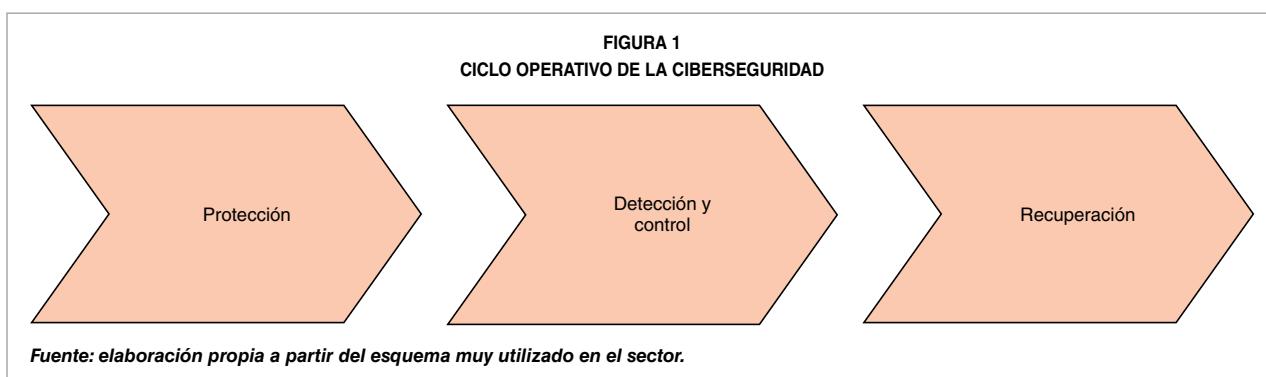 FIGURA 1
CICLO OPERATIVO DE LA CIBERSEGURIDAD
Protección
Detección y
control
Recuperación
Fuente: elaboración propia a partir del esquema muy utilizado en el sector.